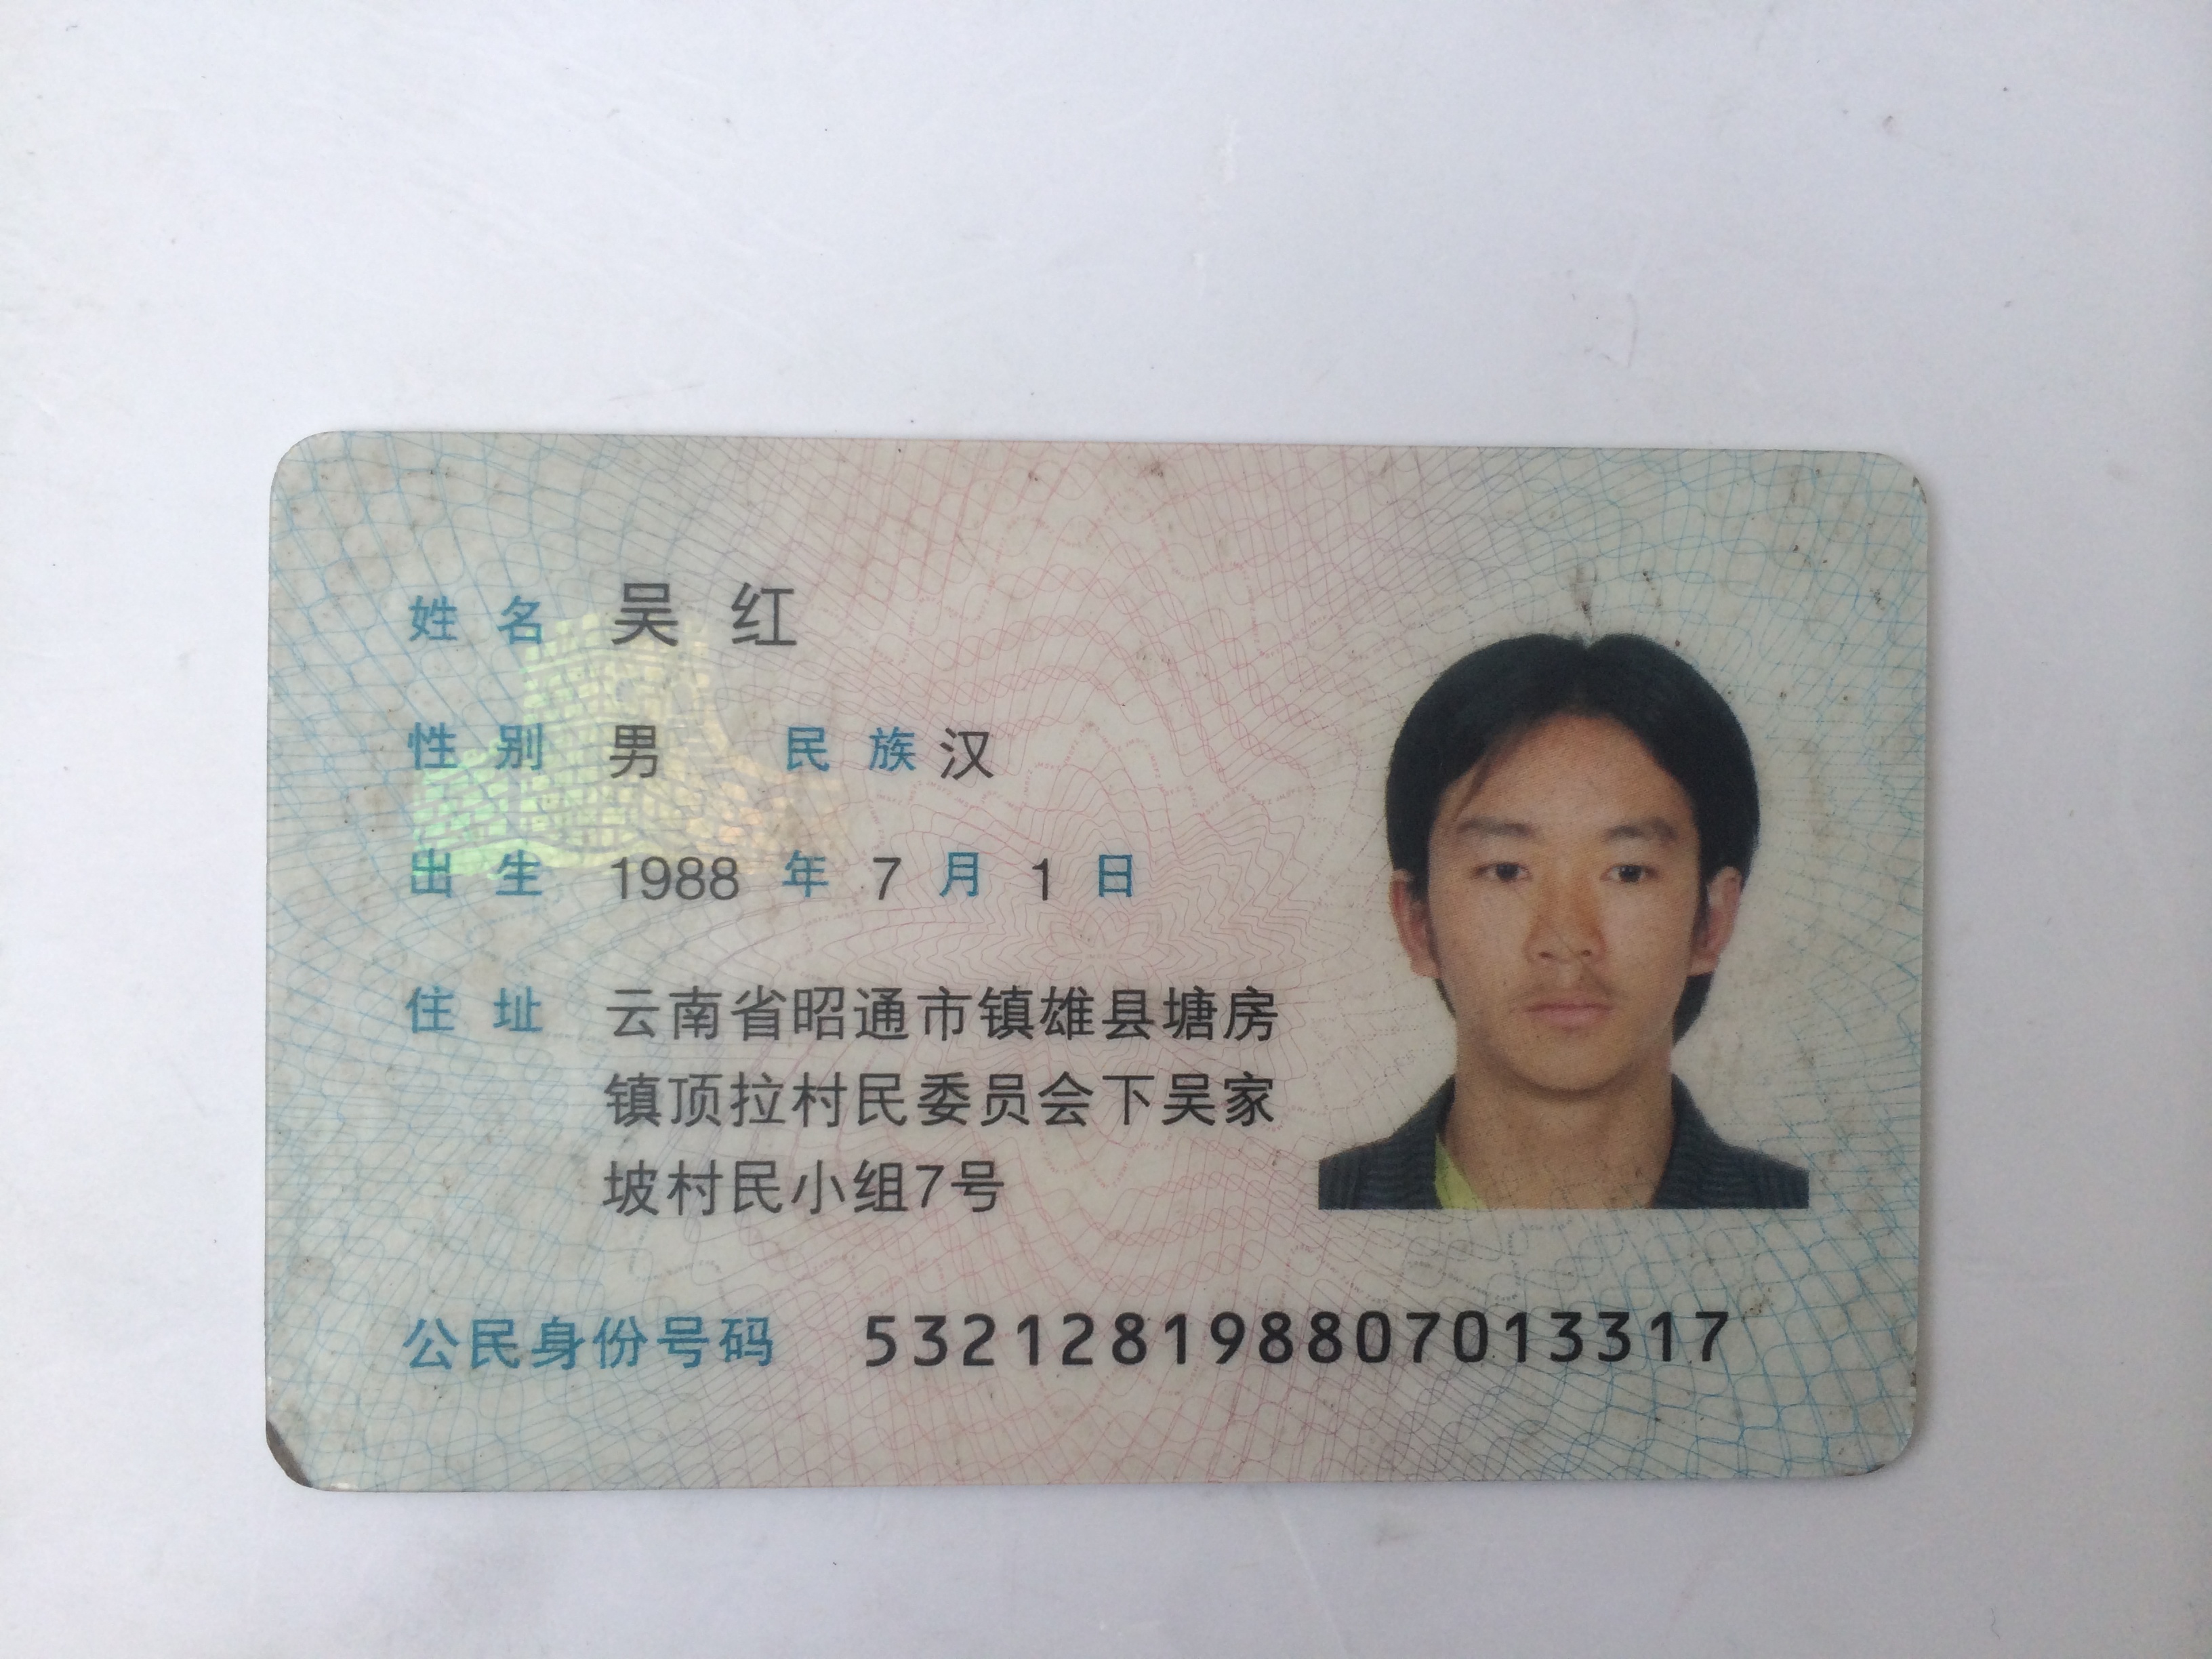 姓名 吴红
性别 男 民族 汉
出生 1988 年 7 月 1 日
住址 云南省昭通市镇雄县塘房
镇顶拉村民委员会下吴家
坡村民小组7号
公民身份号码 532128198807013317